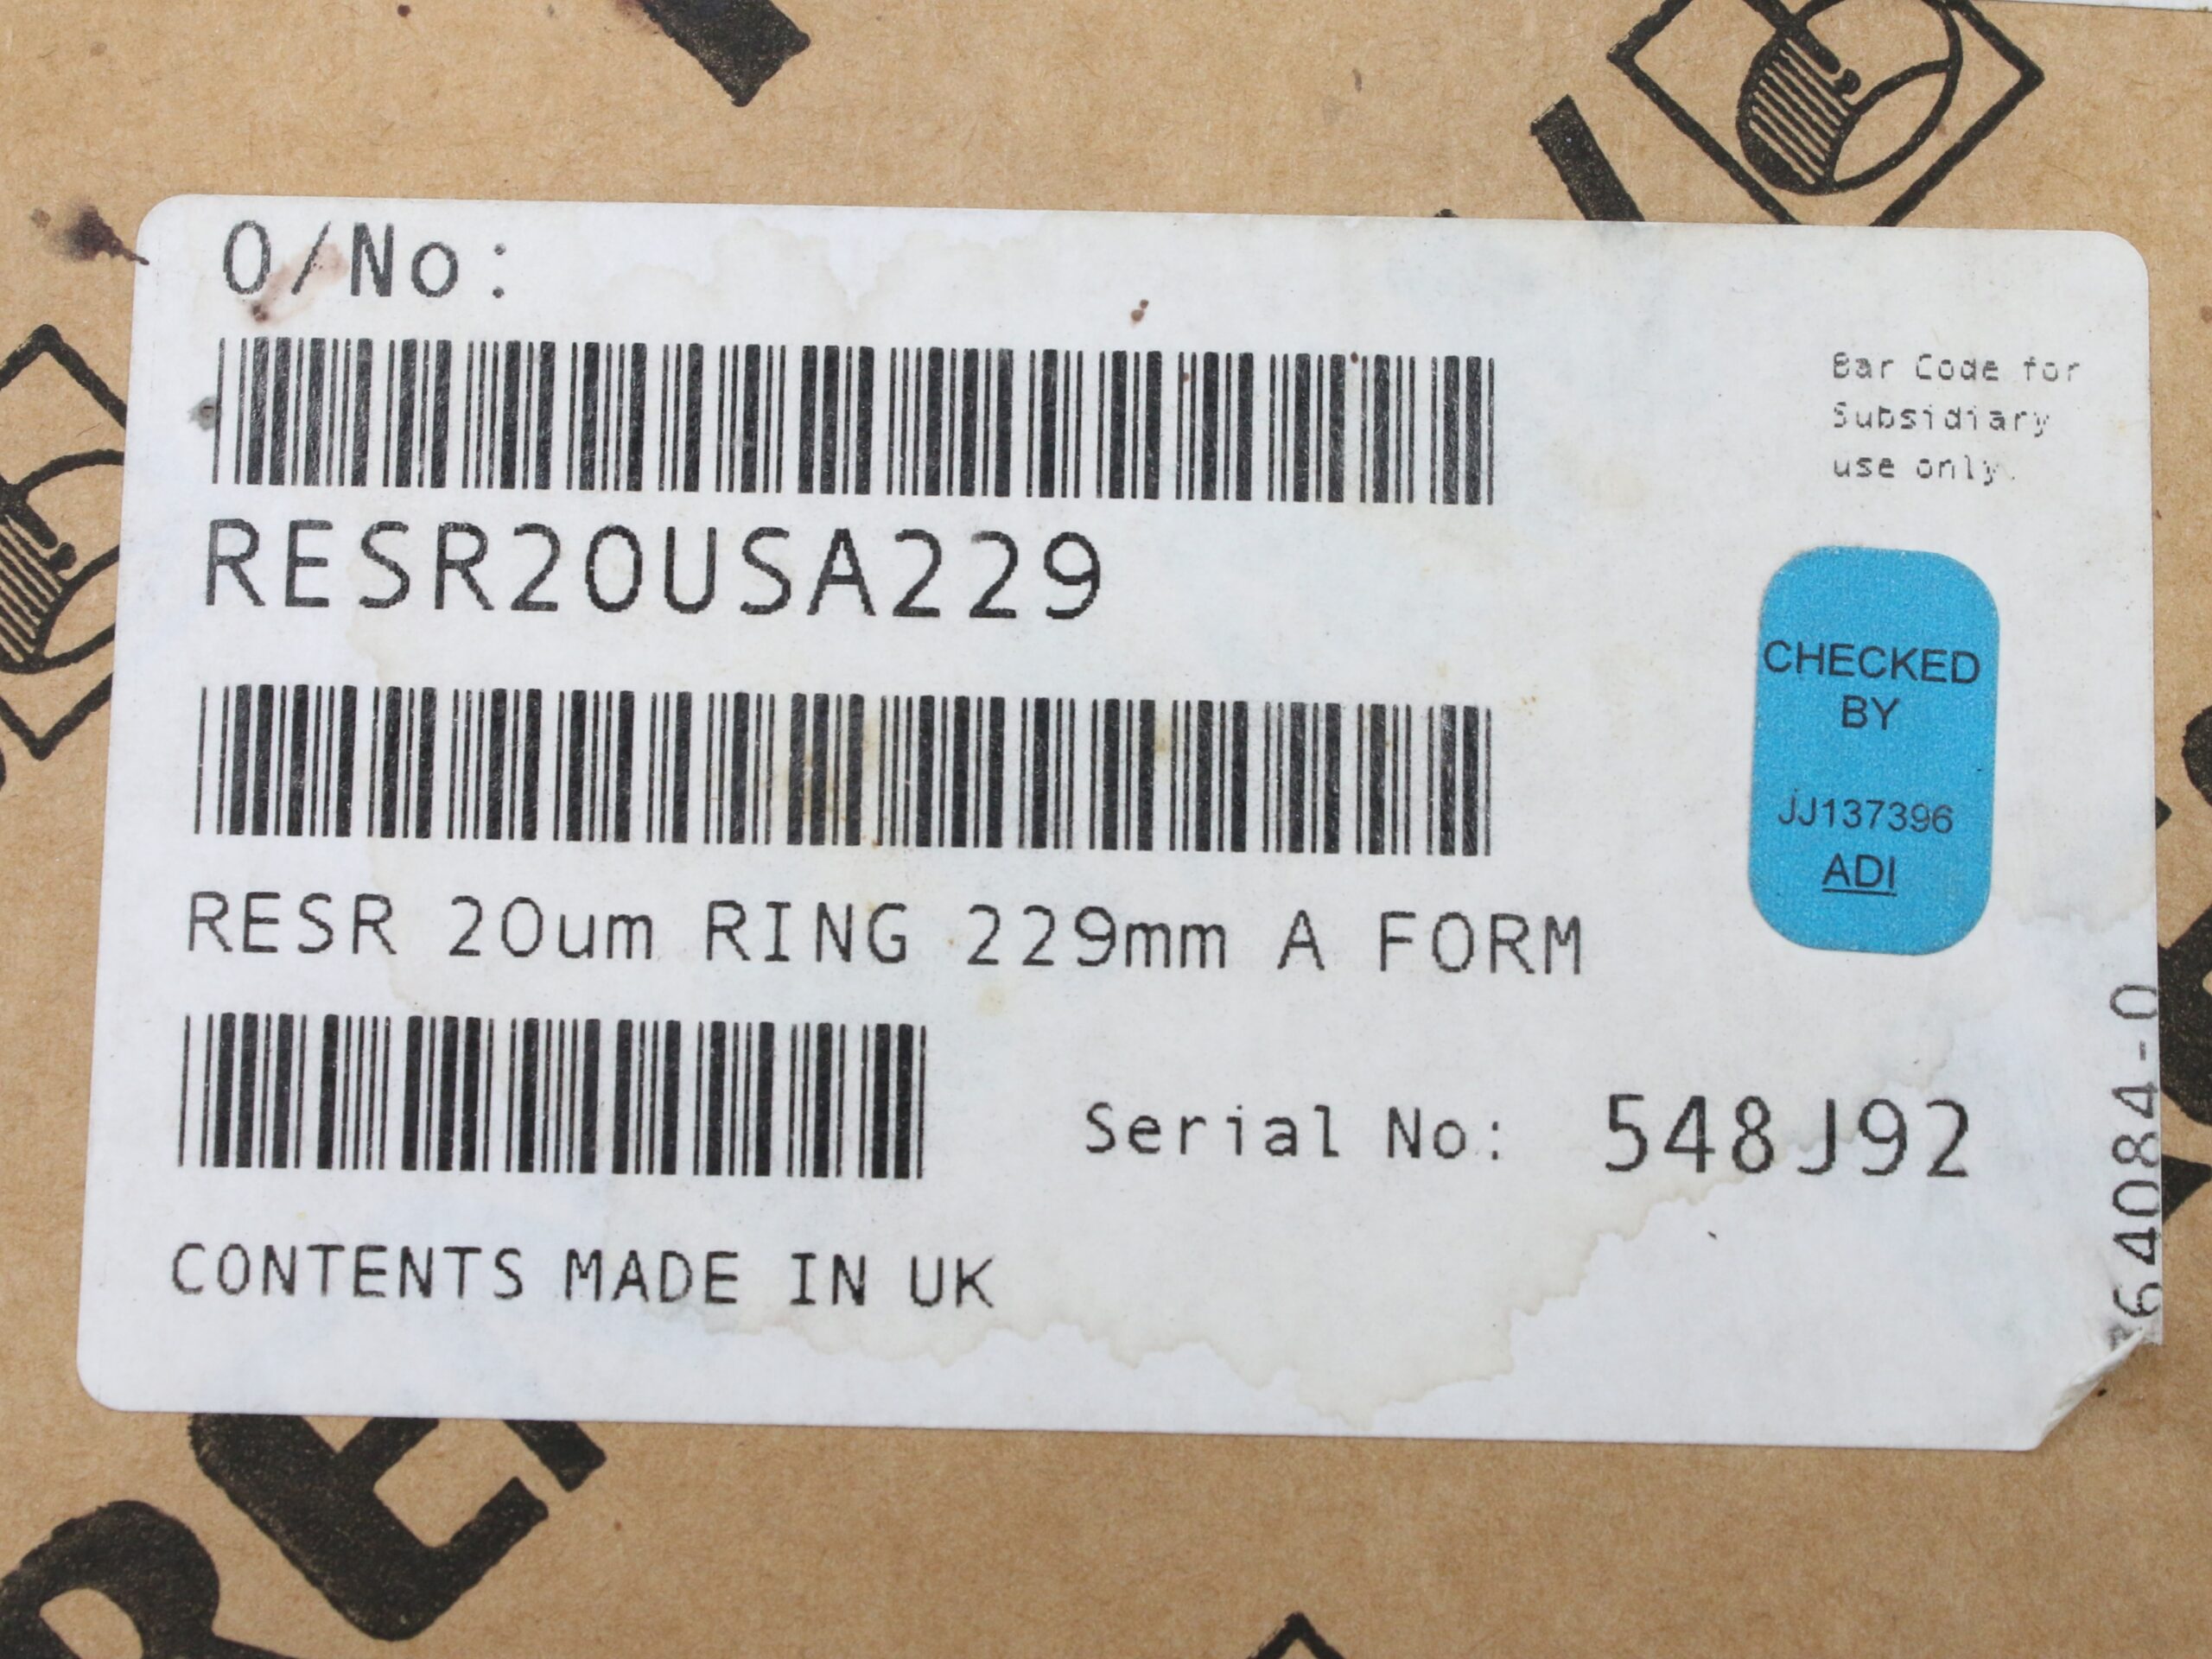 O/No:
Bar Code for
Subsidiary
use only.
RESR20USA229
CHECKED
BY
JJ137396
ADI
RESR 20um RING 229mm A FORM
Serial No: 548J92
CONTENTS MADE IN UK
64084-0